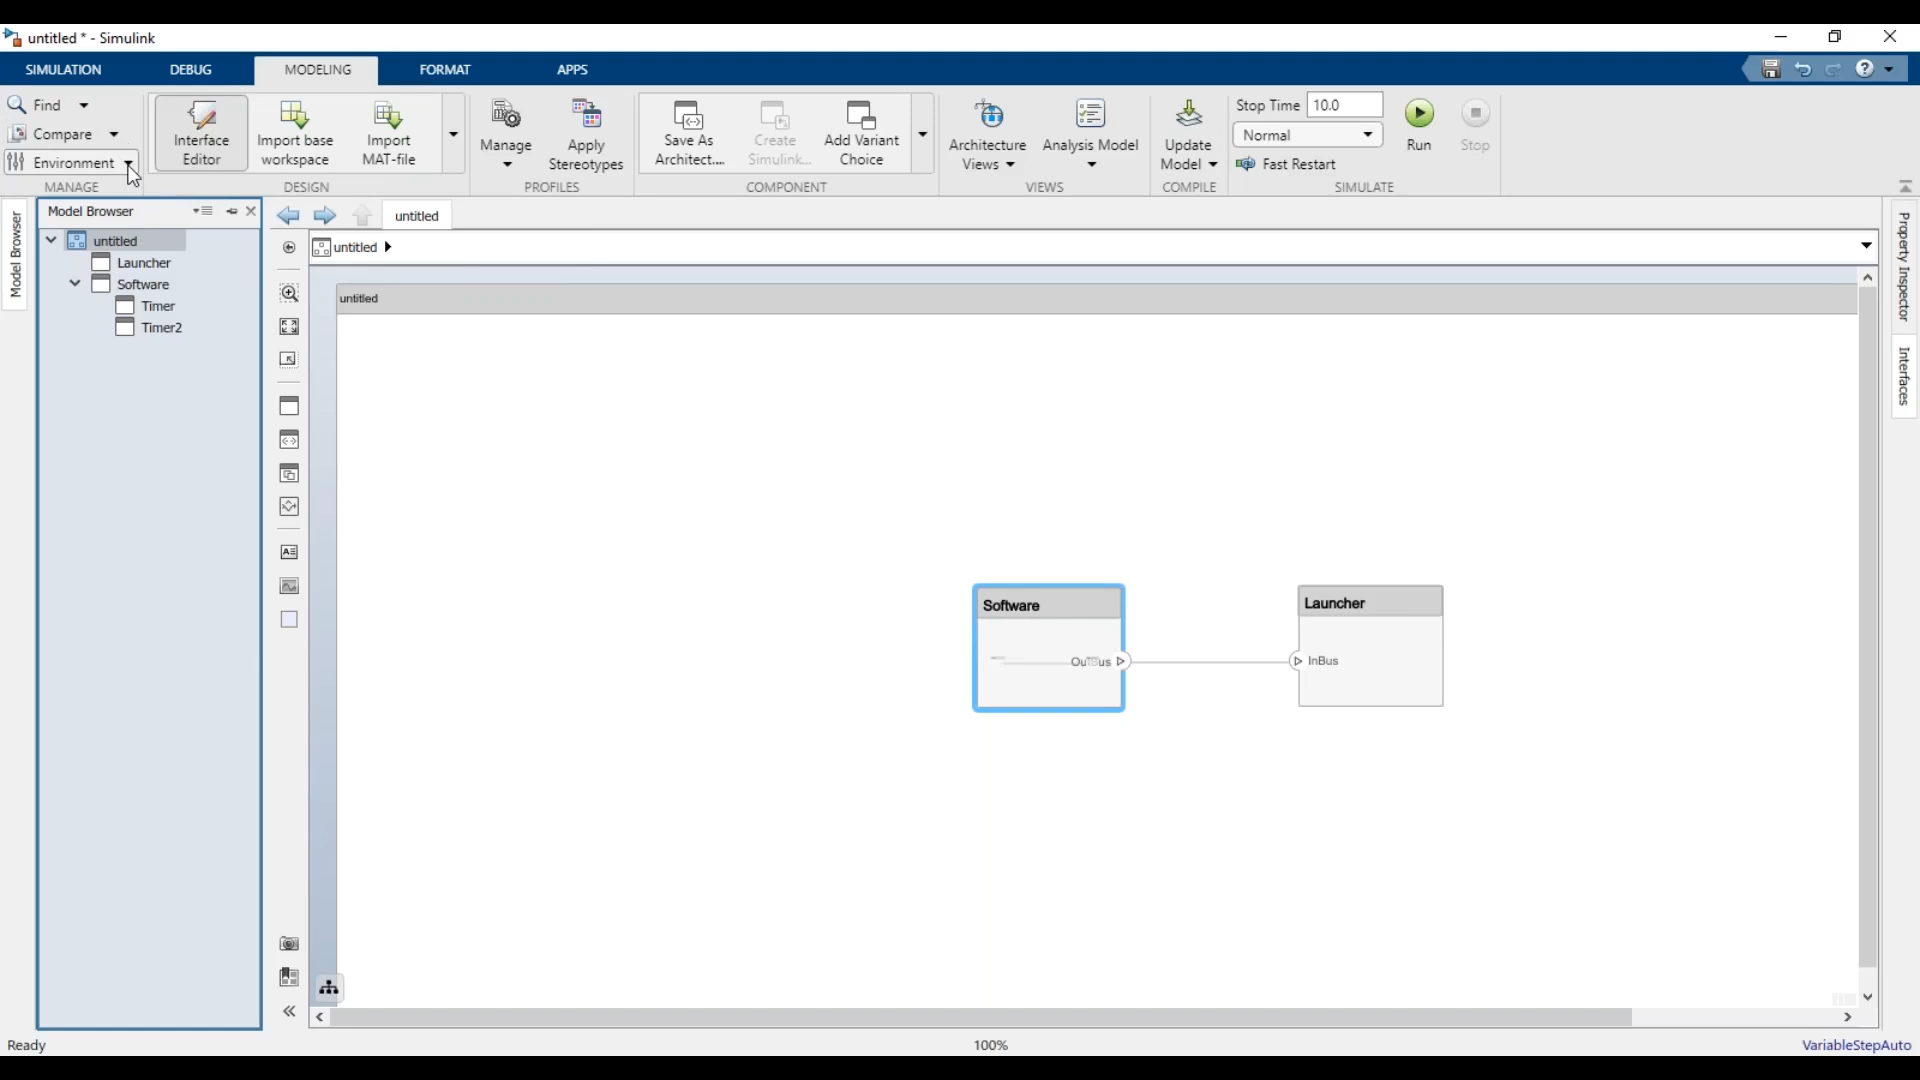 untitled * - Simulink
SIMULATION DEBUG MODELING FORMAT APPS
Find
Compare
Environment
MANAGE
Interface Editor
Import base workspace
Import MAT-file
DESIGN
Manage
Apply Stereotypes
PROFILES
Save As Architect....
Create Simulink...
Add Variant Choice
COMPONENT
Architecture Views
Analysis Model
VIEWS
Update Model
COMPILE
Stop Time 10.0
Normal
Fast Restart
Run
Stop
SIMULATE
Model Browser
Model Browser
untitled
Launcher
Software
Timer
Timer2
untitled
untitled
untitled
Software
OutBus
Launcher
InBus
Property Inspector
Interfaces
Ready
100%
VariableStepAuto